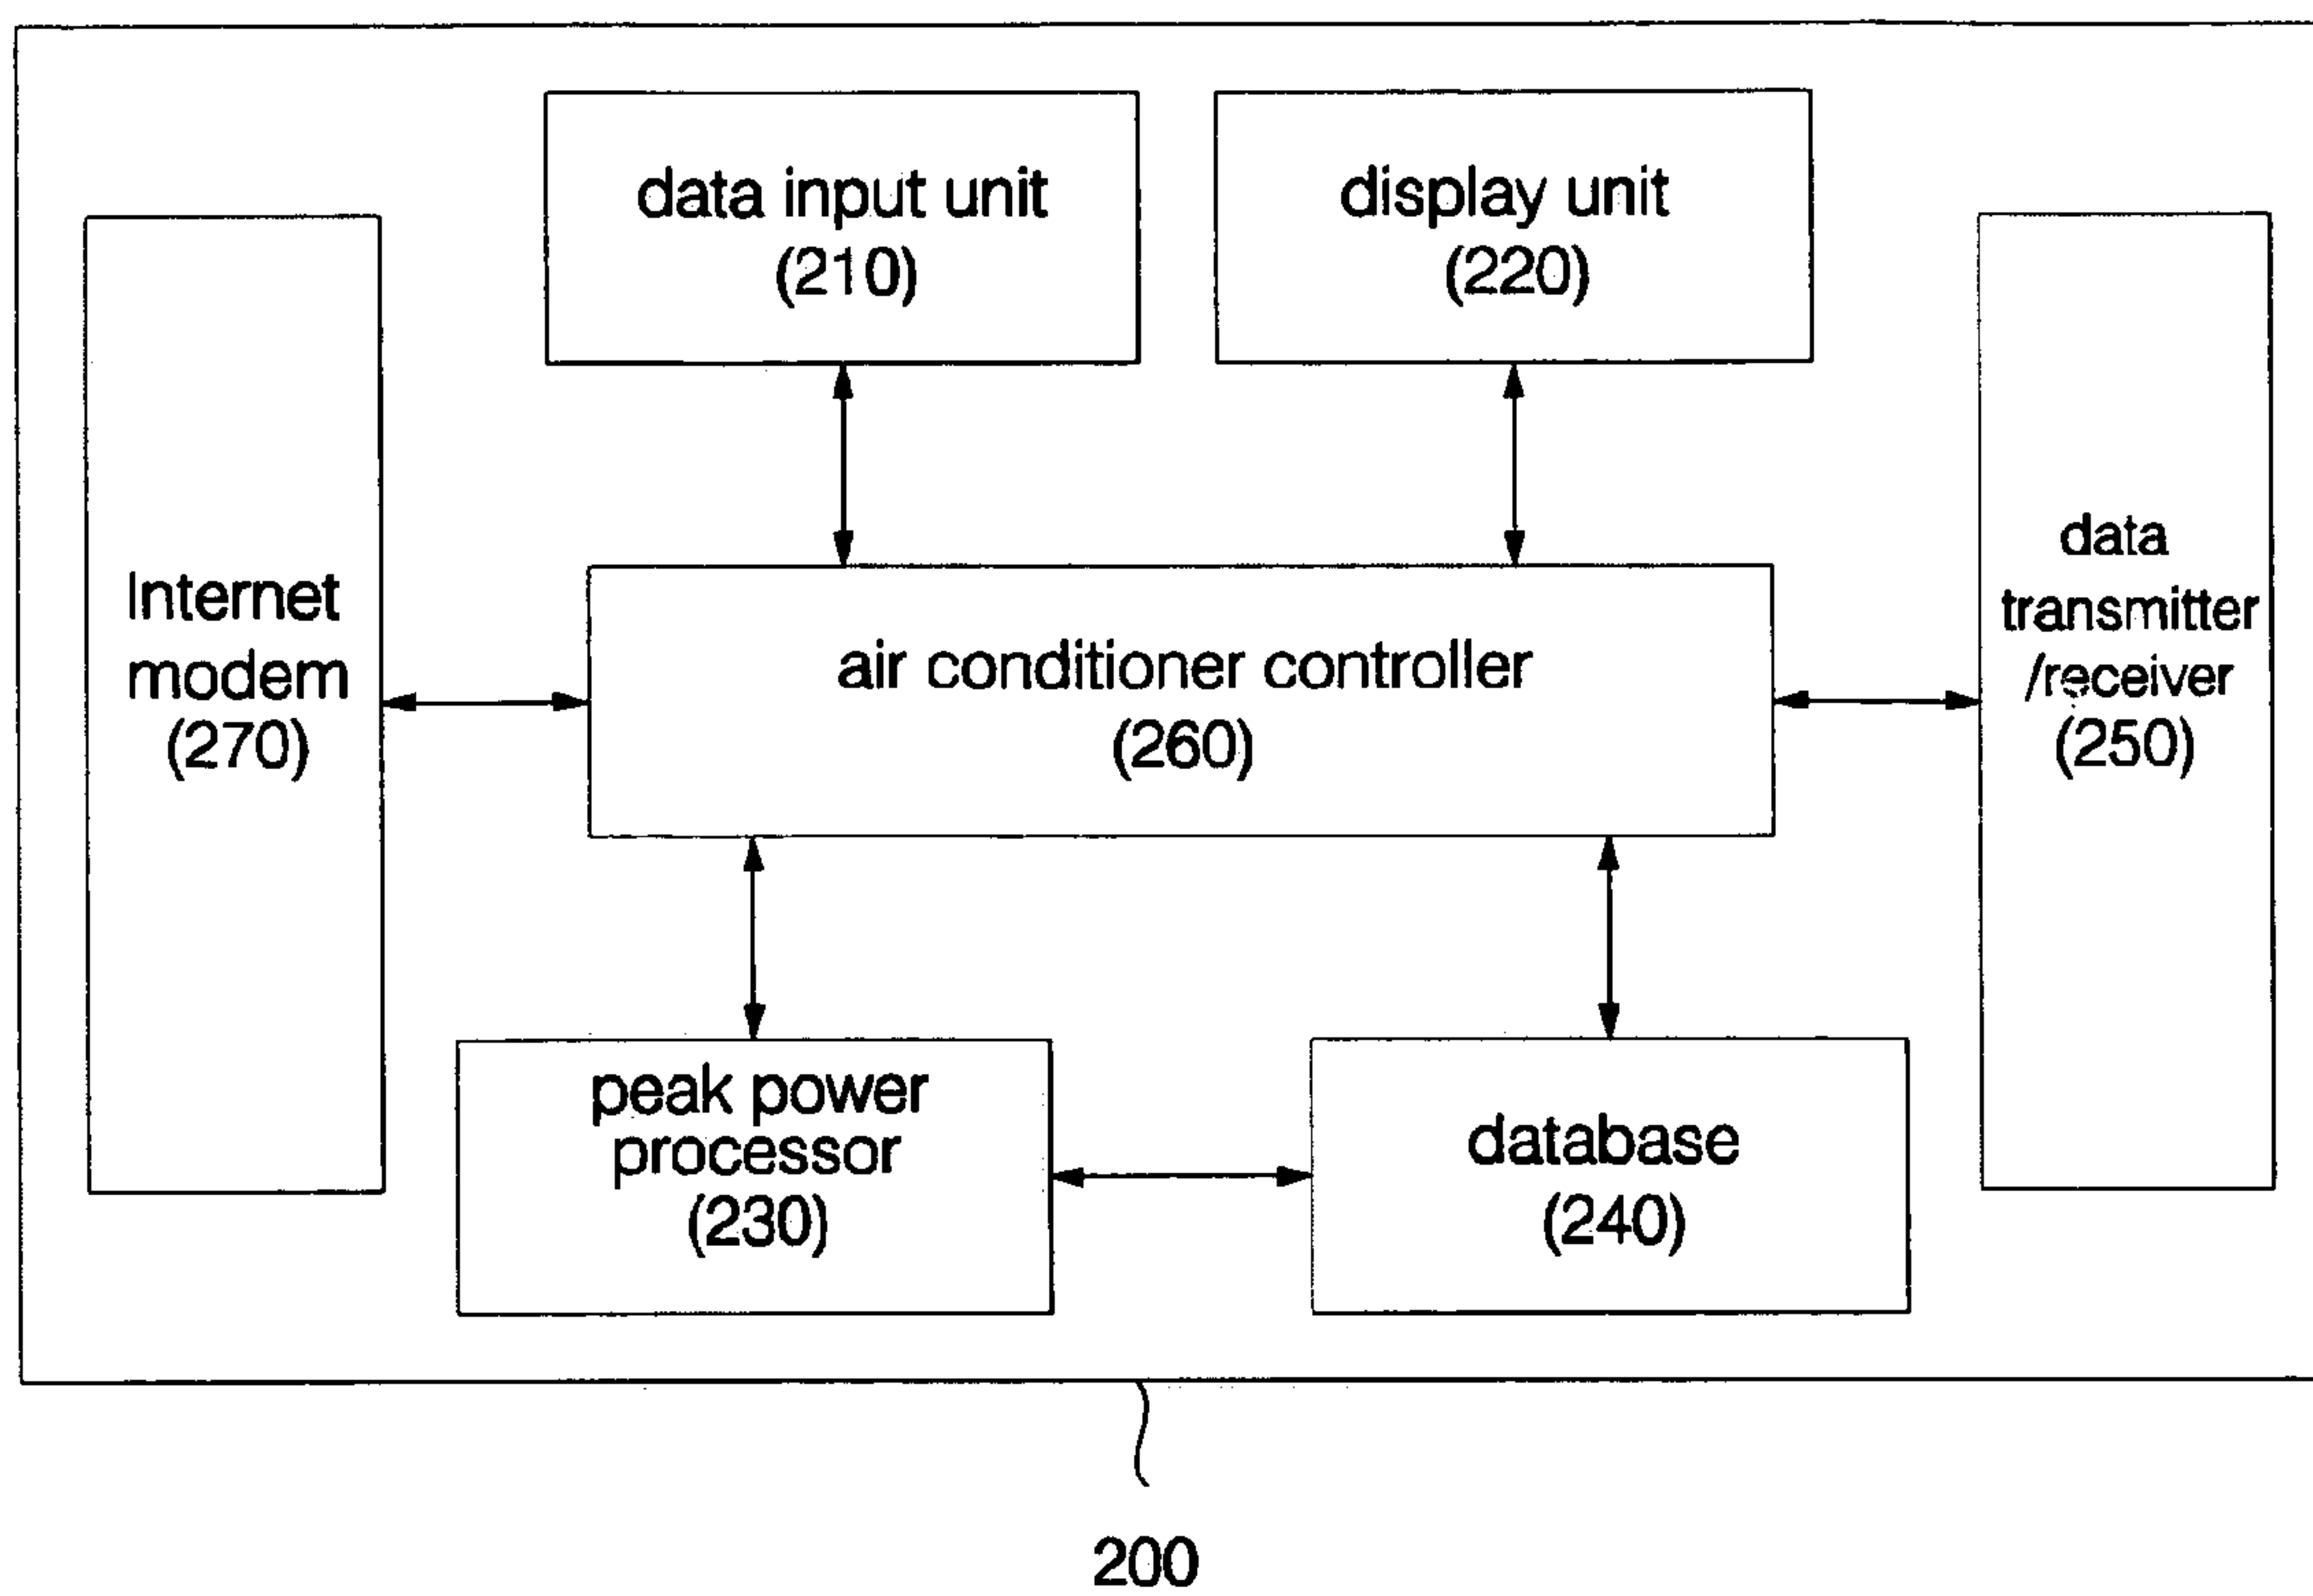 data input unit
(210)
display unit
(220)
Internet
modem
(270)
air conditioner controller
(260)
data
transmitter
/receiver
(250)
peak power
processor
(230)
database
(240)
200